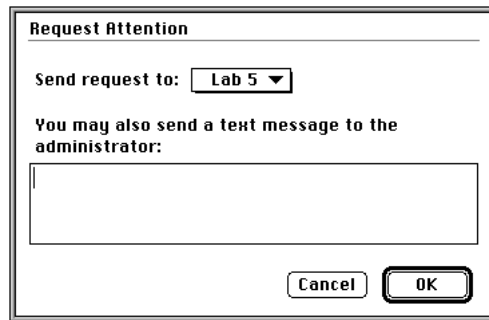 Request Attention
Send request to: Lab 5
You may also send a text message to the
administrator:
Cancel OK